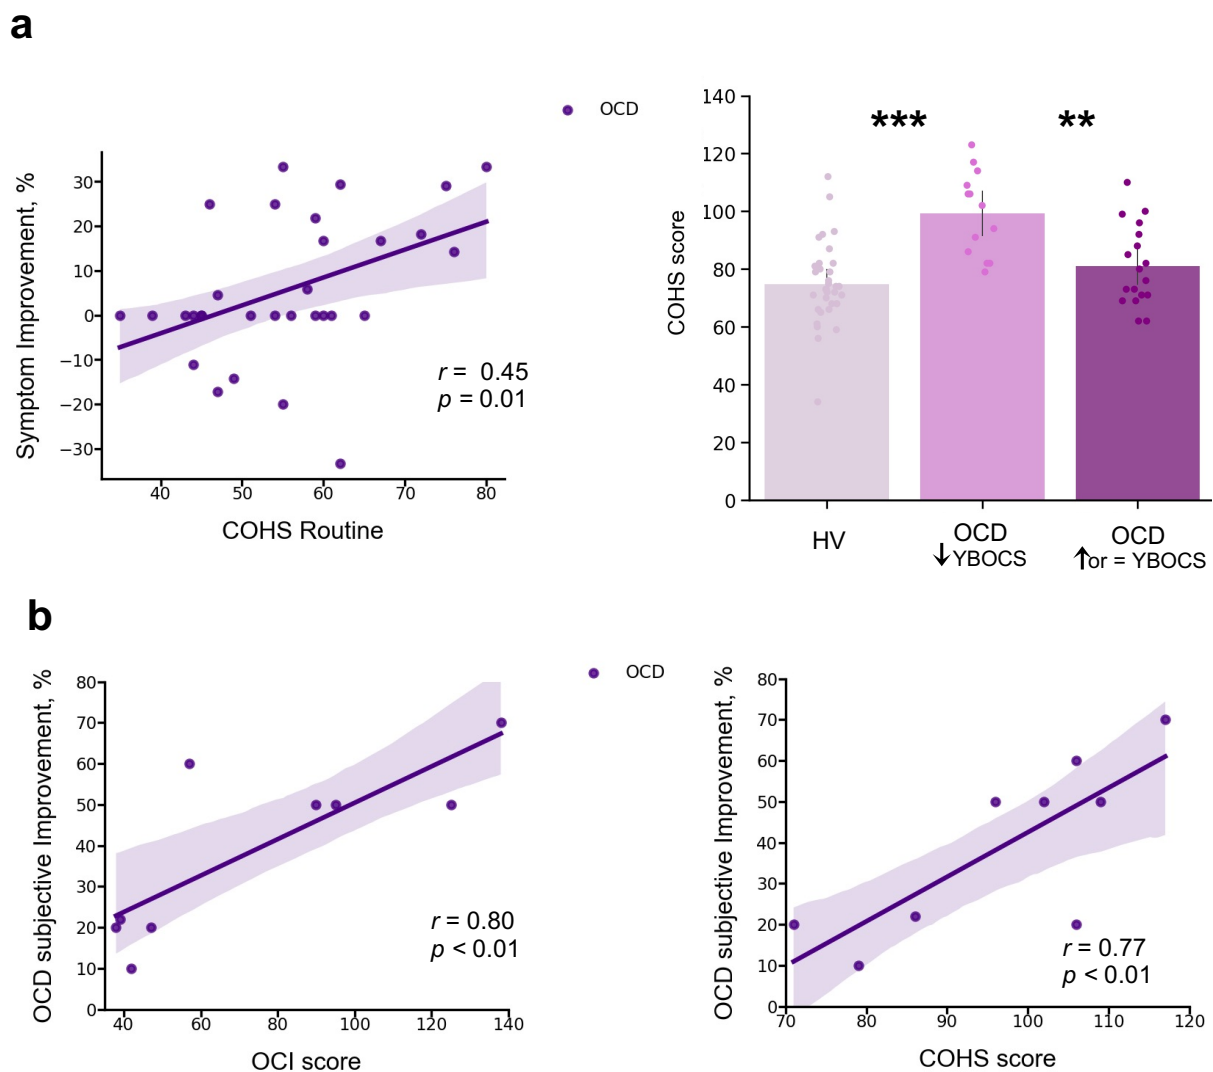 a
OCD
Symptom Improvement, %
30
20
10
0
−10
−20
−30
r = 0.45
p = 0.01
40 50 60 70 80
COHS Routine
COHS score
140
120
100
80
60
40
20
0
*** **
HV
OCD
↓ YBOCS
OCD
↑or = YBOCS
b
OCD
OCD subjective Improvement, %
80
70
60
50
40
30
20
10
0
r = 0.80
p < 0.01
40 60 80 100 120 140
OCI score
OCD subjective Improvement, %
80
70
60
50
40
30
20
10
0
r = 0.77
p < 0.01
70 80 90 100 110 120
COHS score